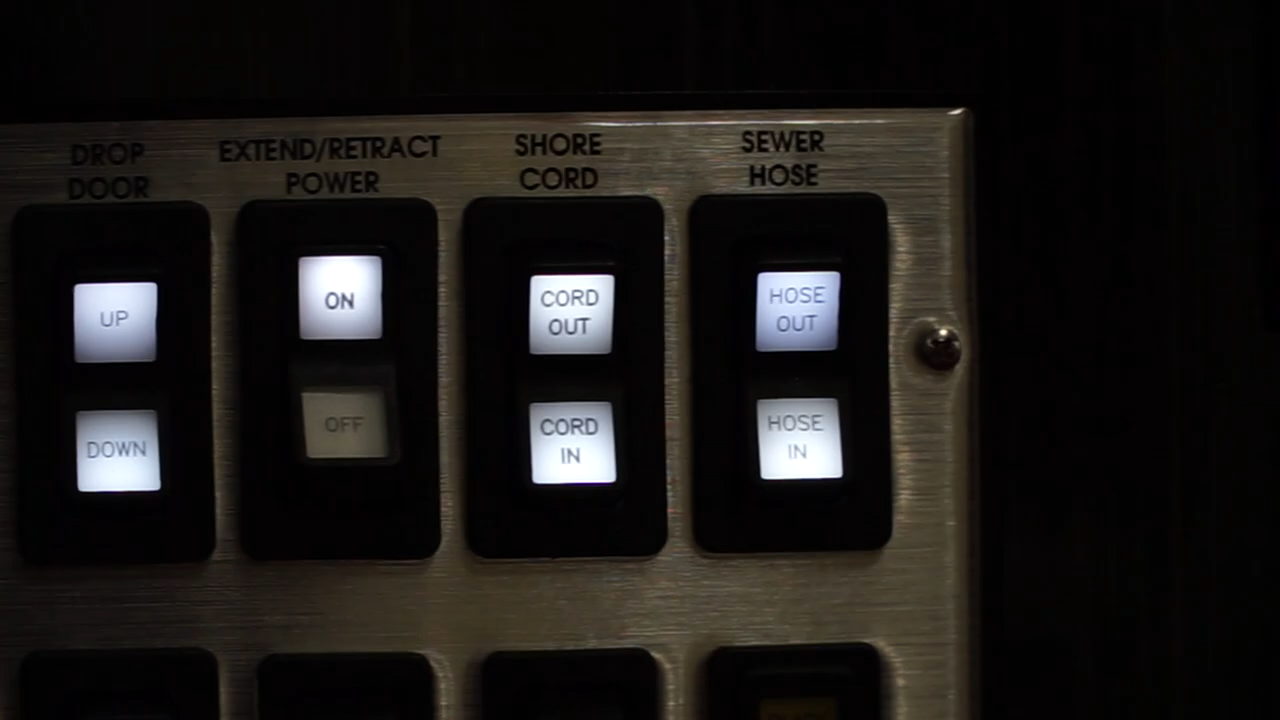 DROP
DOOR
EXTEND/RETRACT
POWER
SHORE
CORD
SEWER
HOSE
UP
DOWN
ON
OFF
CORD
OUT
CORD
IN
HOSE
OUT
HOSE
IN